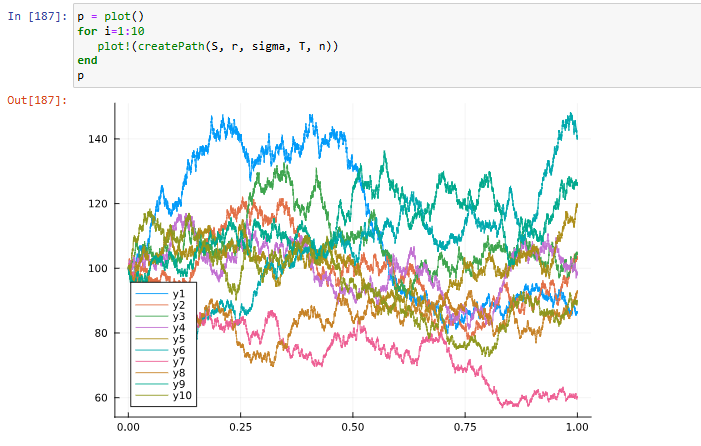 In [187]:
p = plot()
for i=1:10
plot!(createPath(S, r, sigma, T, n))
end
p
Out[187]:
140
120
100
80
60
y1
y2
y3
y4
y5
y6
y7
y8
y9
y10
0.00 0.25 0.50 0.75 1.00